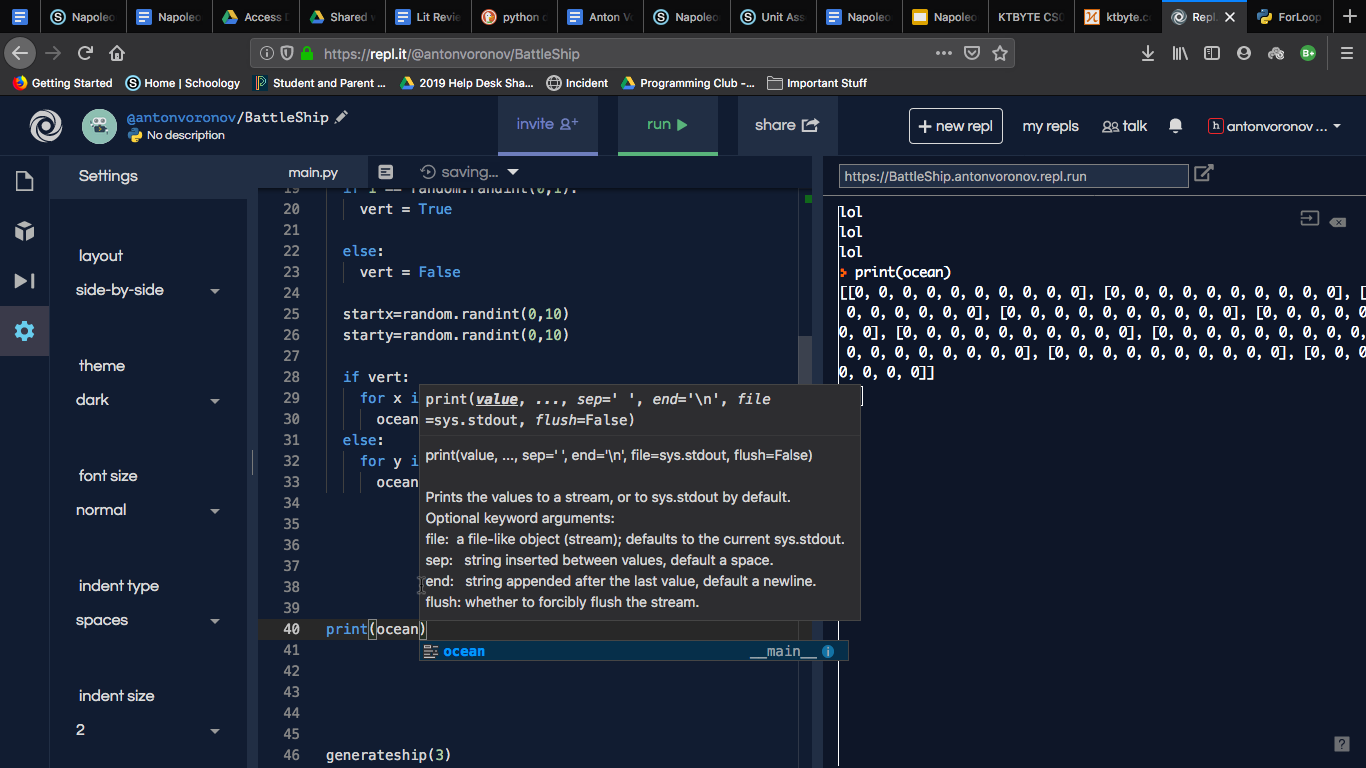 Napoleo
Napoleo
Access D
Shared v
Lit Revie
python c
Anton Vo
Napoleo
Unit Ass
Napoleo
Napoleo
KTBYTE CSC
ktbyte.c
Repl.
ForLoop
https://repl.it/@antonvoronov/BattleShip
Getting Started
Home | Schoology
Student and Parent ...
2019 Help Desk Sha...
Incident
Programming Club -...
Important Stuff
@antonvoronov/BattleShip
No description
invite
run
share
+ new repl
my repls
talk
h antonvoronov ...
Settings
layout
side-by-side
theme
dark
font size
normal
indent type
spaces
indent size
2
main.py
saving...
19 if 1 == random.randint(0,1):
20 vert = True
21
22 else:
23 vert = False
24
25 startx=random.randint(0,10)
26 starty=random.randint(0,10)
27
28 if vert:
29 for x i
30 ocean
31 else:
32 for y i
33 ocean
34
35
36
37
38
39
40 print(ocean)
41
42
43
44
45
46 generateship(3)
print(value, ..., sep=' ', end='\n', file
=sys.stdout, flush=False)
print(value, ..., sep=' ', end='\n', file=sys.stdout, flush=False)
Prints the values to a stream, or to sys.stdout by default.
Optional keyword arguments:
file: a file-like object (stream); defaults to the current sys.stdout.
sep: string inserted between values, default a space.
end: string appended after the last value, default a newline.
flush: whether to forcibly flush the stream.
ocean __main__
https://BattleShip.antonvoronov.repl.run
lol
lol
lol
print(ocean)
[[0, 0, 0, 0, 0, 0, 0, 0, 0, 0], [0, 0, 0, 0, 0, 0, 0, 0, 0, 0], [
0, 0, 0, 0, 0, 0], [0, 0, 0, 0, 0, 0, 0, 0, 0, 0], [0, 0, 0, 0, 0
0, 0], [0, 0, 0, 0, 0, 0, 0, 0, 0, 0], [0, 0, 0, 0, 0, 0, 0, 0, 0,
0, 0, 0, 0, 0, 0, 0, 0], [0, 0, 0, 0, 0, 0, 0, 0, 0, 0], [0, 0, 0
0, 0, 0, 0]]
?